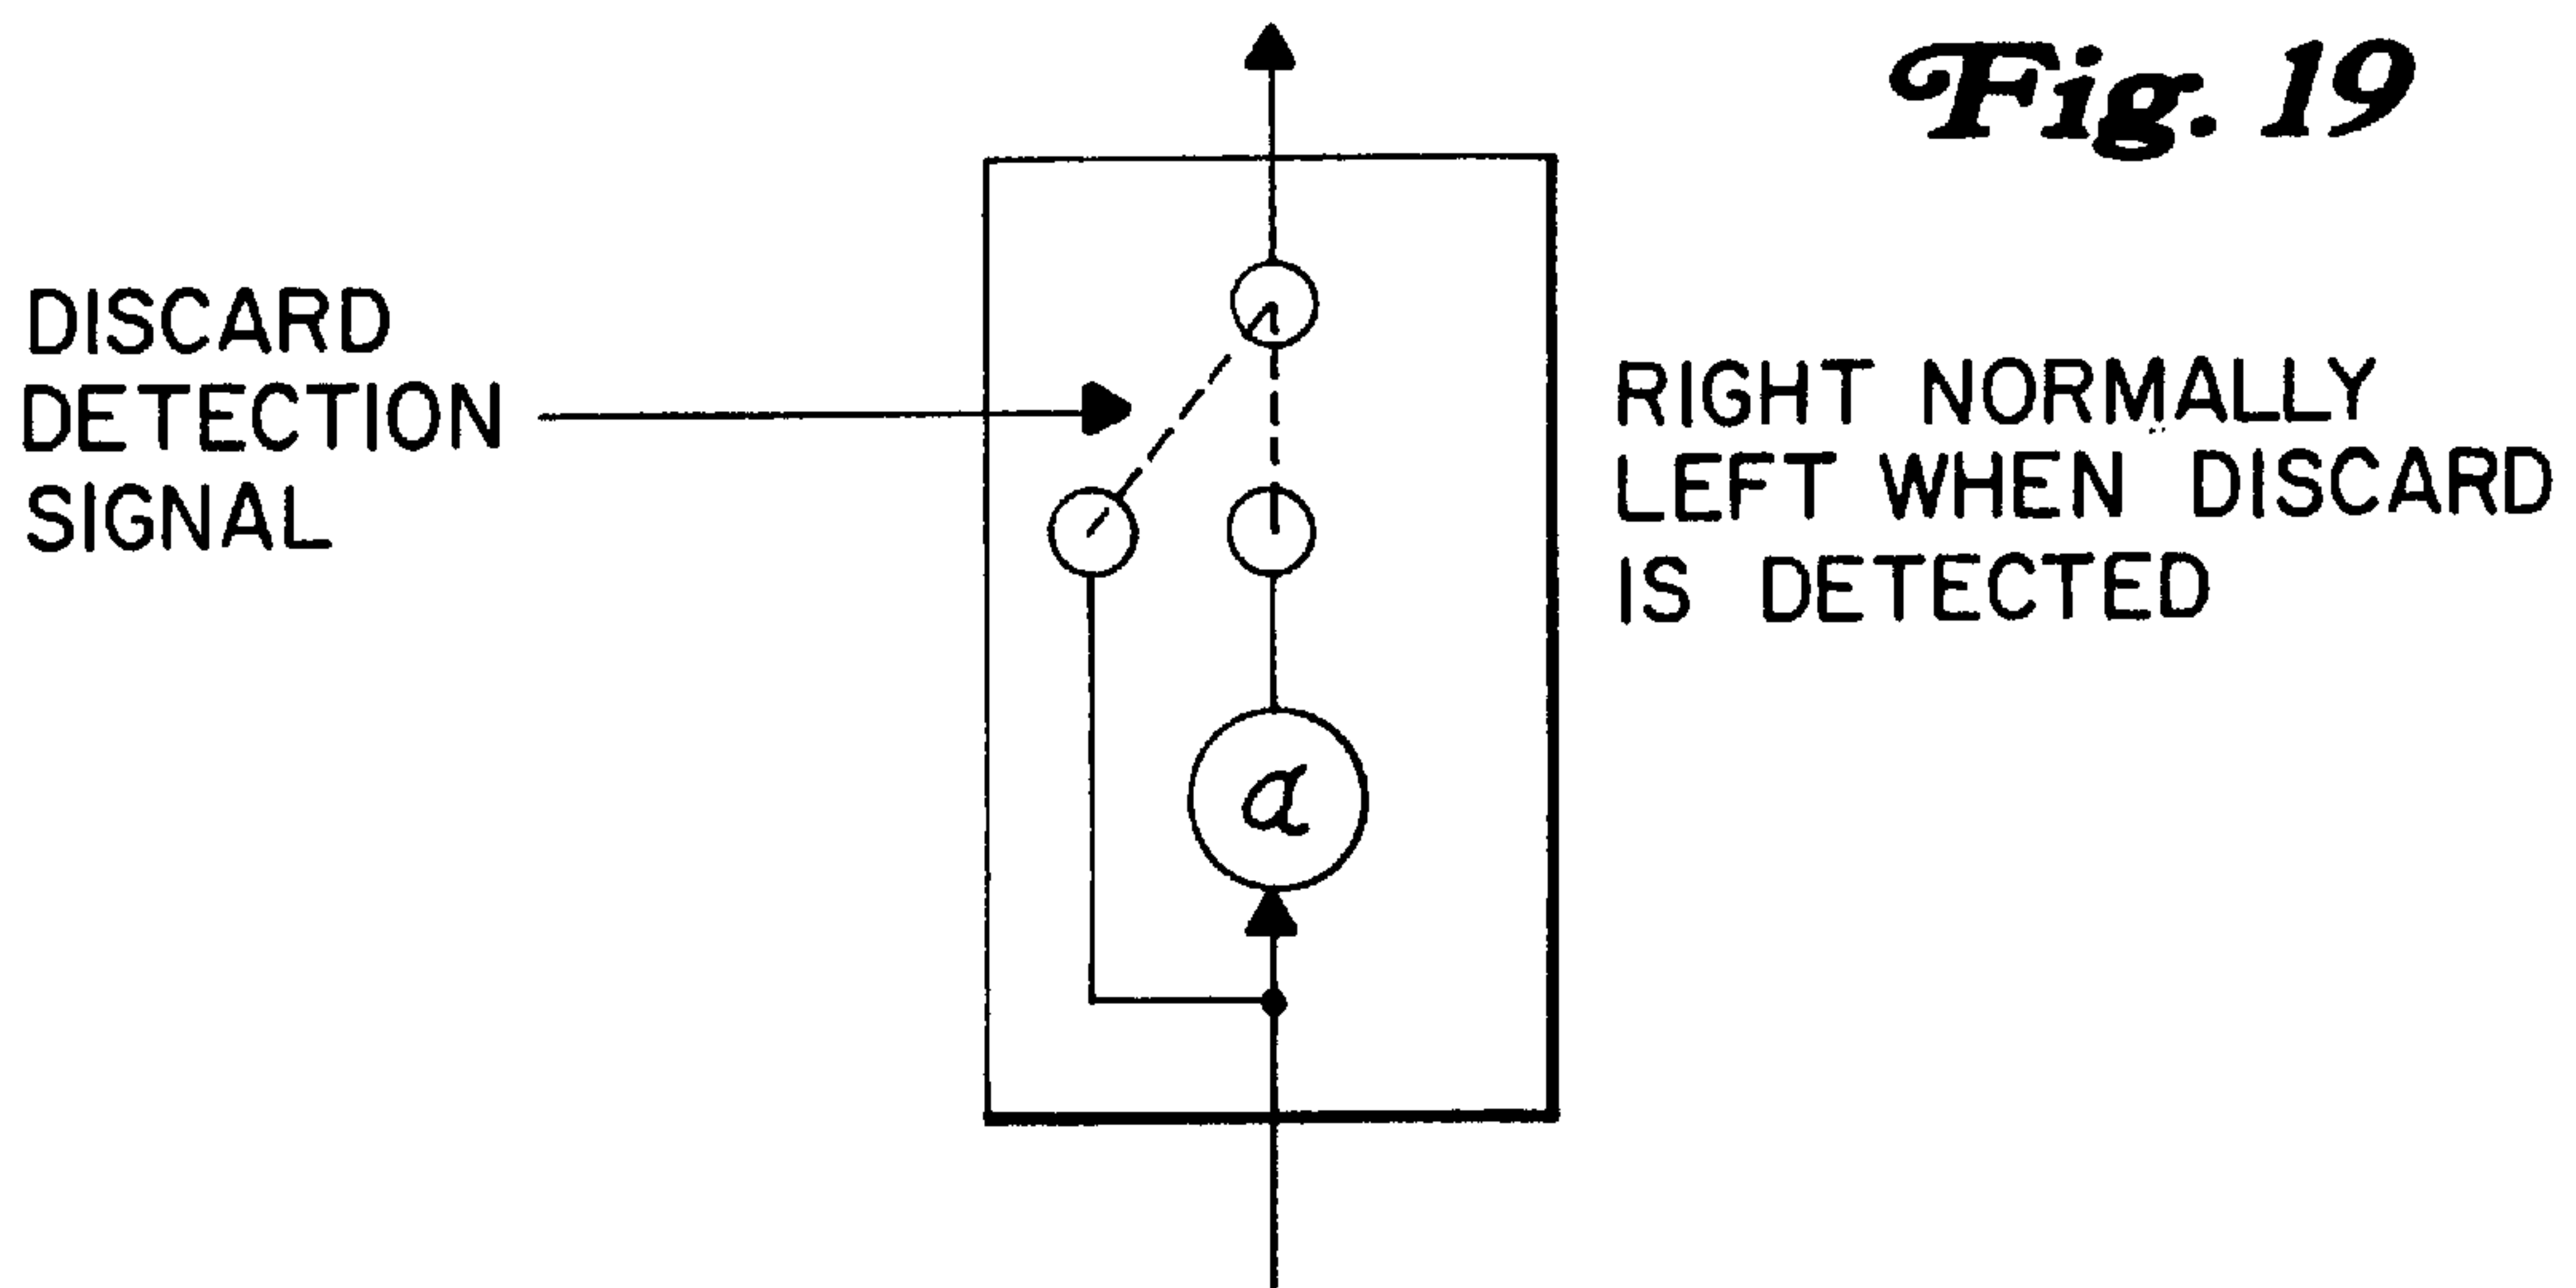 Fig. 19
DISCARD
DETECTION
SIGNAL
RIGHT NORMALLY
LEFT WHEN DISCARD
IS DETECTED
a